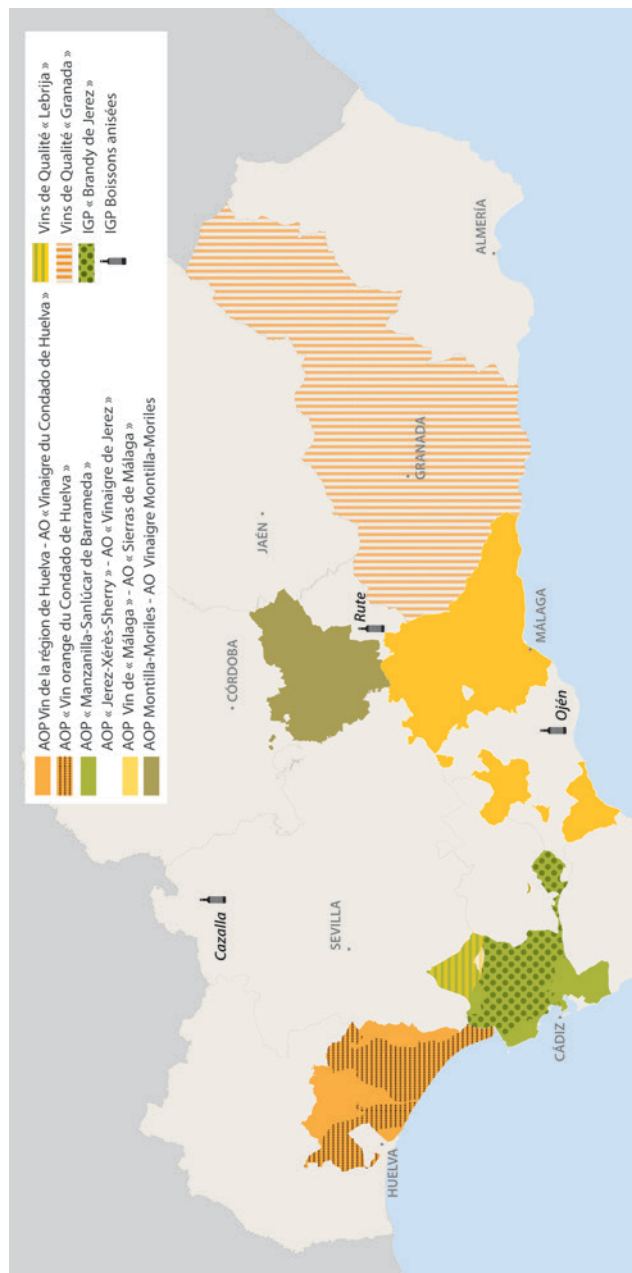 AOP Vin de la région de Huelva - AO « Vinaigre du Condado de Huelva »
AOP « Vin orange du Condado de Huelva »
AOP « Manzanilla-Sanlúcar de Barrameda »
AOP « Jerez-Xérès-Sherry » - AO « Vinaigre de Jerez »
AOP Vin de « Málaga » - AO « Sierras de Málaga »
AOP Montilla-Moriles - AO Vinaigre Montilla-Moriles
Vins de Qualité « Lebrija »
Vins de Qualité « Granada »
IGP « Brandy de Jerez »
IGP Boissons anisées
Cazalla
CÓRDOBA
JAÉN
SEVILLA
Rute
HUELVA
GRANADA
ALMERÍA
MÁLAGA
Ojén
CÁDIZ